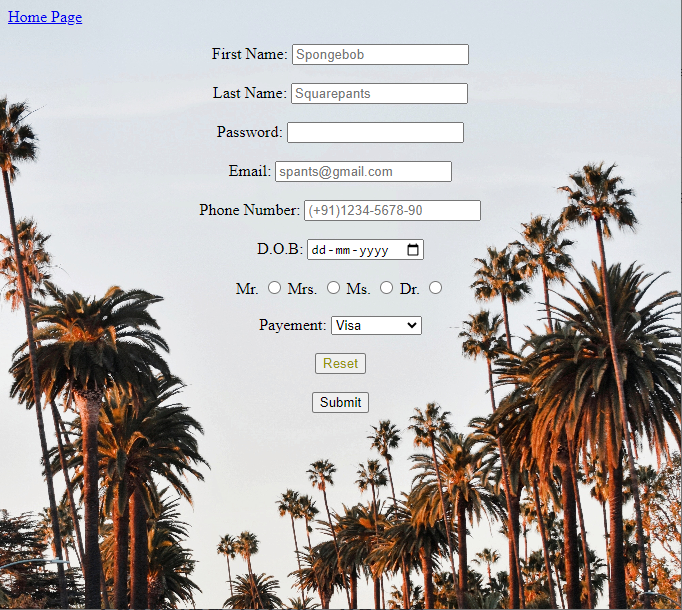 Home Page
First Name: Spongebob
Last Name: Squarepants
Password:
Email: spants@gmail.com
Phone Number: (+91)1234-5678-90
D.O.B: dd-mm-yyyy
Mr. Mrs. Ms. Dr.
Payement: Visa
Reset
Submit